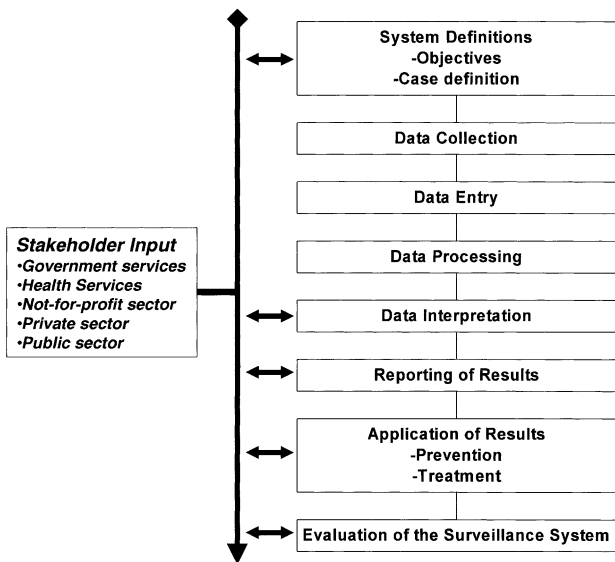 System Definitions
-Objectives
-Case definition
Data Collection
Data Entry
Data Processing
Stakeholder Input
•Government services
•Health Services
•Not-for-profit sector
•Private sector
•Public sector
Data Interpretation
Reporting of Results
Application of Results
-Prevention
-Treatment
Evaluation of the Surveillance System